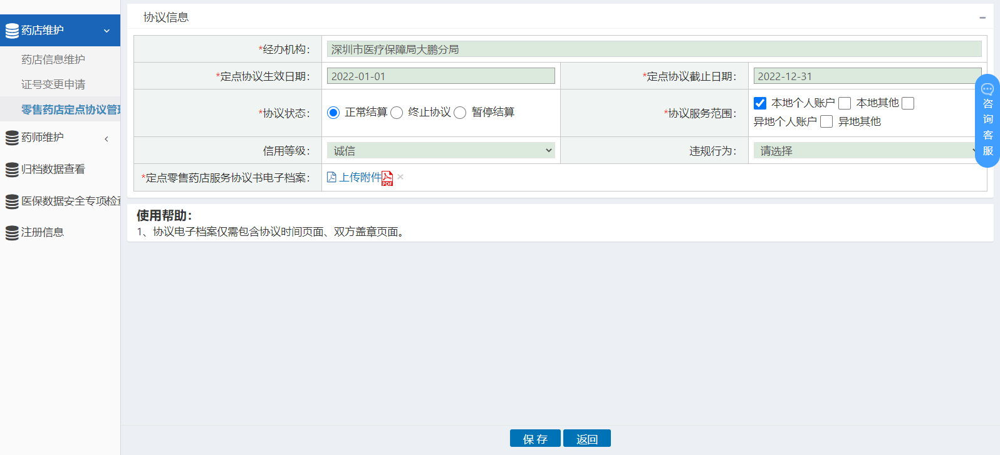 药店维护
药店信息维护
证号变更申请
零售药店定点协议管
药师维护
归档数据查看
医保数据安全专项检
注册信息
协议信息
*经办机构： 深圳市医疗保障局大鹏分局
*定点协议生效日期： 2022-01-01 *定点协议截止日期： 2022-12-31
*协议状态： 正常结算 终止协议 暂停结算 *协议服务范围： 本地个人账户 本地其他
异地个人账户 异地其他
信用等级： 诚信 违规行为： 请选择
*定点零售药店服务协议书电子档案： 上传附件 PDF ×
使用帮助：
1、协议电子档案仅需包含协议时间页面、双方盖章页面。
咨
询
客
服
保 存 返回